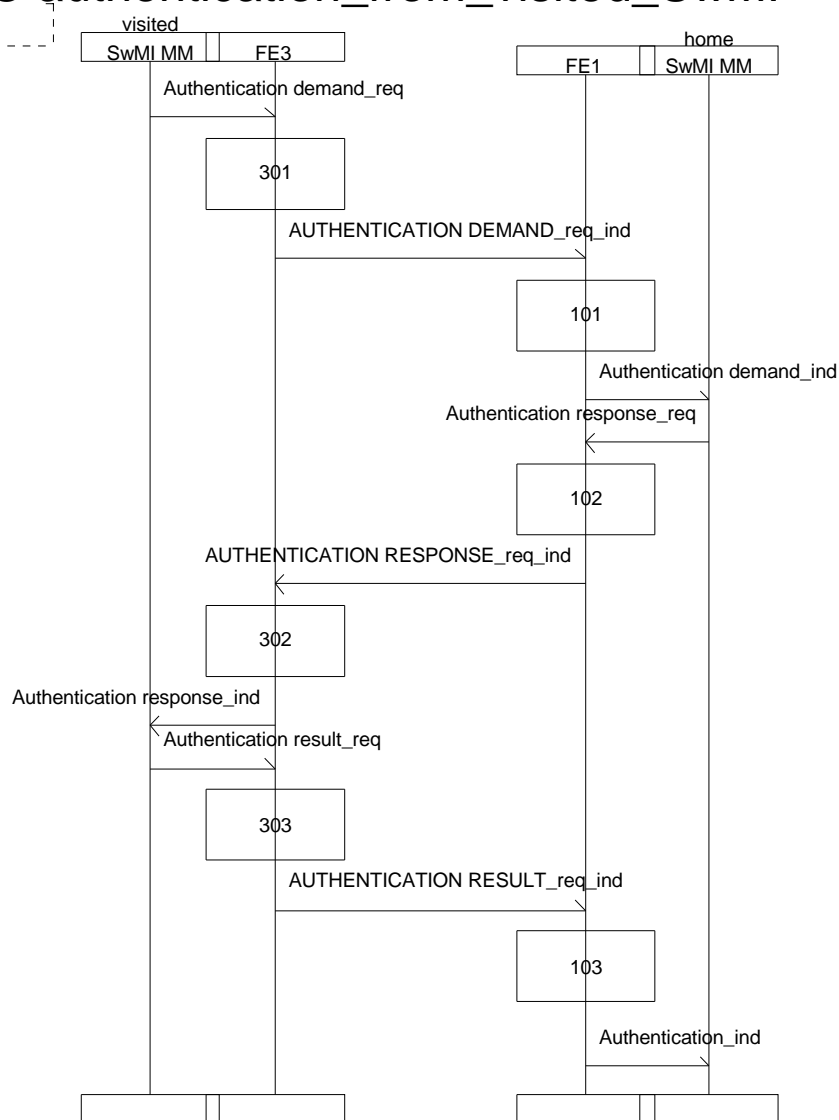 authentication_from_visited_SwMI
visited
SwMI MM
FE3
home
FE1
SwMI MM
Authentication demand_req
301
AUTHENTICATION DEMAND_req_ind
101
Authentication demand_ind
Authentication response_req
102
AUTHENTICATION RESPONSE_req_ind
302
Authentication response_ind
Authentication result_req
303
AUTHENTICATION RESULT_req_ind
103
Authentication_ind